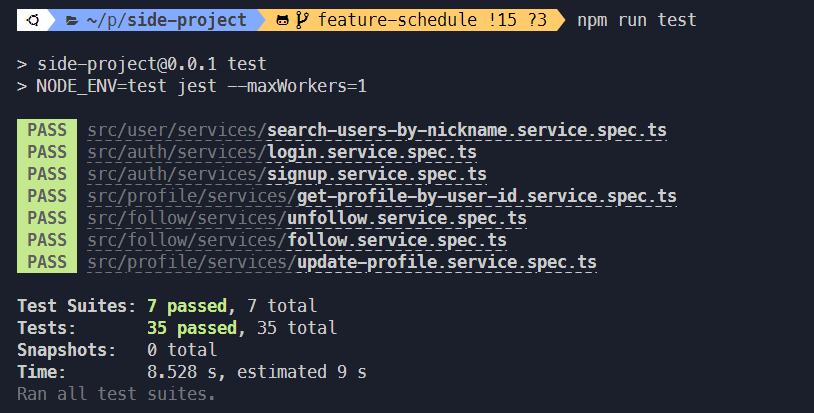 ~/p/side-project feature-schedule !15 ?3 npm run test
> side-project@0.0.1 test
> NODE_ENV=test jest --maxWorkers=1
PASS src/user/services/search-users-by-nickname.service.spec.ts
PASS src/auth/services/login.service.spec.ts
PASS src/auth/services/signup.service.spec.ts
PASS src/profile/services/get-profile-by-user-id.service.spec.ts
PASS src/follow/services/unfollow.service.spec.ts
PASS src/follow/services/follow.service.spec.ts
PASS src/profile/services/update-profile.service.spec.ts
Test Suites: 7 passed, 7 total
Tests: 35 passed, 35 total
Snapshots: 0 total
Time: 8.528 s, estimated 9 s
Ran all test suites.